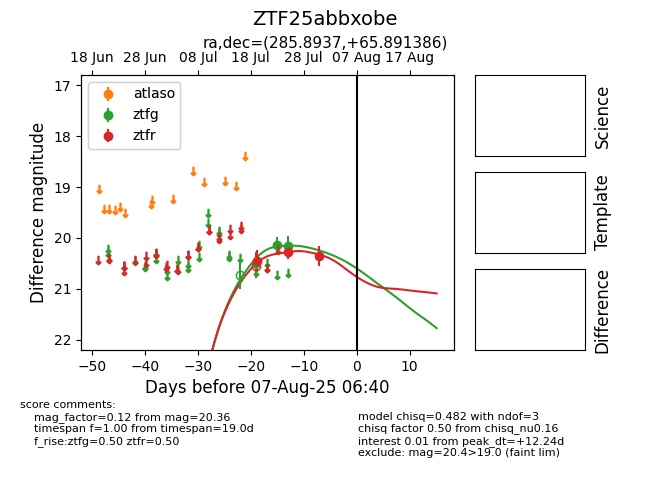 ZTF25abbxobe
ra,dec=(285.8937,+65.891386)
18 Jun 28 Jun 08 Jul 18 Jul 28 Jul 07 Aug 17 Aug
atlaso
ztfg
ztfr
17
18
19
20
21
22
Difference magnitude
−50 −40 −30 −20 −10 0 10
Days before 07-Aug-25 06:40
Science
Template
Difference
score comments:
mag_factor=0.12 from mag=20.36
timespan f=1.00 from timespan=19.0d
f_rise:ztfg=0.50 ztfr=0.50
model chisq=0.482 with ndof=3
chisq factor 0.50 from chisq_nu0.16
interest 0.01 from peak_dt=+12.24d
exclude: mag=20.4>19.0 (faint lim)